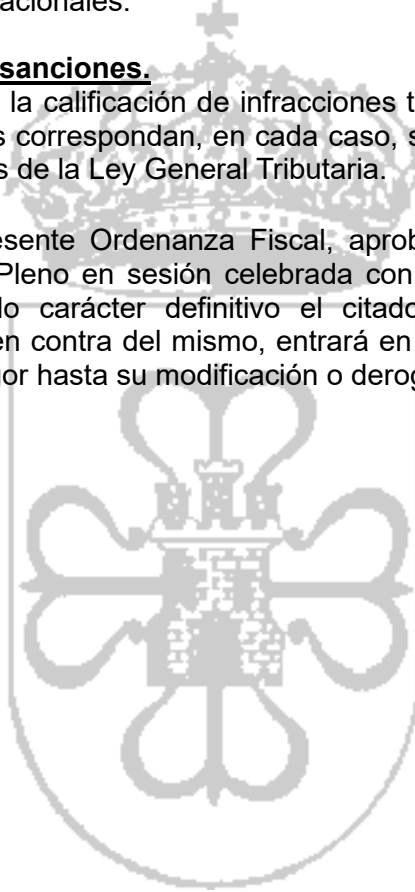 acionales.
sanciones.
la calificación de infracciones t
s correspondan, en cada caso, s
s de la Ley General Tributaria.
esente Ordenanza Fiscal, aprob
Pleno en sesión celebrada con
do carácter definitivo el citado
en contra del mismo, entrará en
gor hasta su modificación o derog